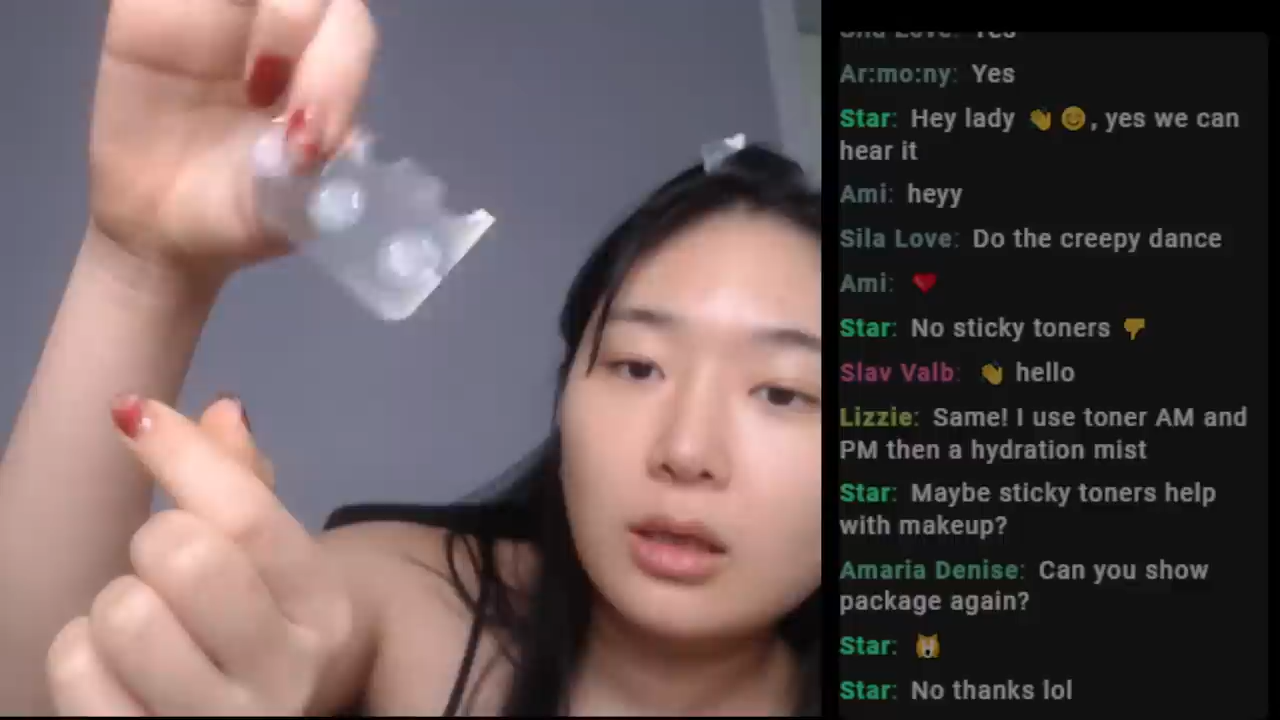 Sila Love: Yes
Ar:mo:ny: Yes
Star: Hey lady 👋😊, yes we can
hear it
Ami: heyy
Sila Love: Do the creepy dance
Ami: ❤️
Star: No sticky toners 👎
Slav Valb: 👋 hello
Lizzie: Same! I use toner AM and
PM then a hydration mist
Star: Maybe sticky toners help
with makeup?
Amaria Denise: Can you show
package again?
Star: 🙀
Star: No thanks lol